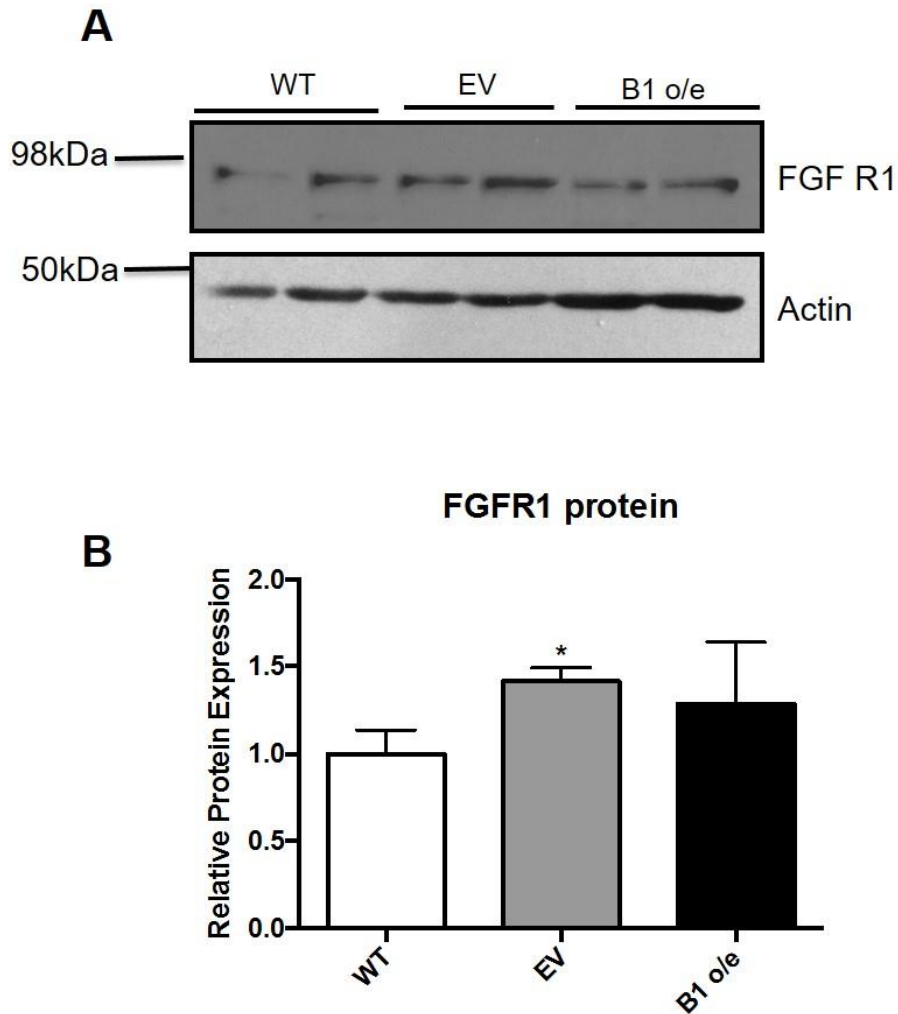 A
WT EV B1 o/e
98kDa
FGF R1
50kDa
Actin
FGFR1 protein
B
Relative Protein Expression
2.0
*
1.5
1.0
0.5
0.0
WT EV B1 o/e